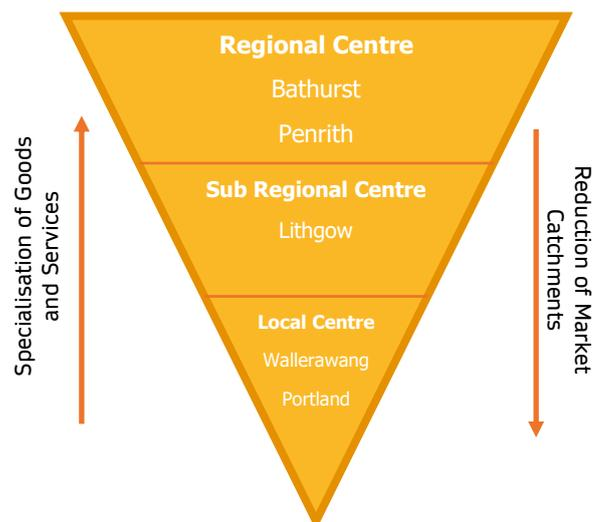 Regional Centre
Bathurst
Penrith
Sub Regional Centre
Lithgow
Local Centre
Wallerawang
Portland
Specialisation of Goods
and Services
Reduction of Market
Catchments